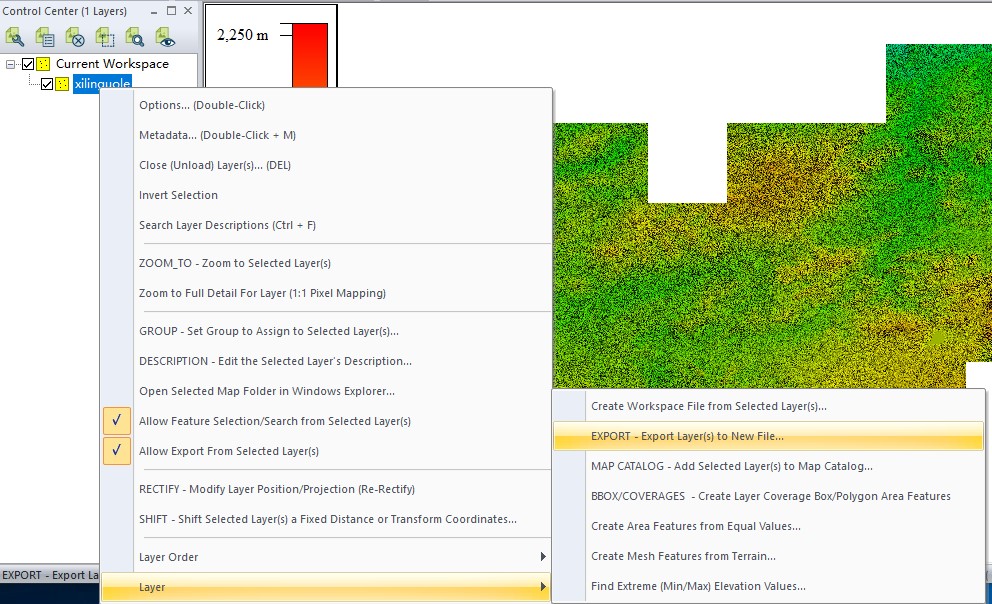 Control Center (1 Layers)
2,250 m
Current Workspace
xilinguole
Options... (Double-Click)
Metadata... (Double-Click + M)
Close (Unload) Layer(s)... (DEL)
Invert Selection
Search Layer Descriptions (Ctrl + F)
ZOOM_TO - Zoom to Selected Layer(s)
Zoom to Full Detail For Layer (1:1 Pixel Mapping)
GROUP - Set Group to Assign to Selected Layer(s)...
DESCRIPTION - Edit the Selected Layer's Description...
Open Selected Map Folder in Windows Explorer...
Allow Feature Selection/Search from Selected Layer(s)
Allow Export From Selected Layer(s)
RECTIFY - Modify Layer Position/Projection (Re-Rectify)
SHIFT - Shift Selected Layer(s) a Fixed Distance or Transform Coordinates...
Layer Order
Layer
Create Workspace File from Selected Layer(s)...
EXPORT - Export Layer(s) to New File...
MAP CATALOG - Add Selected Layer(s) to Map Catalog...
BBOX/COVERAGES - Create Layer Coverage Box/Polygon Area Features
Create Area Features from Equal Values...
Create Mesh Features from Terrain...
Find Extreme (Min/Max) Elevation Values...
EXPORT - Export La